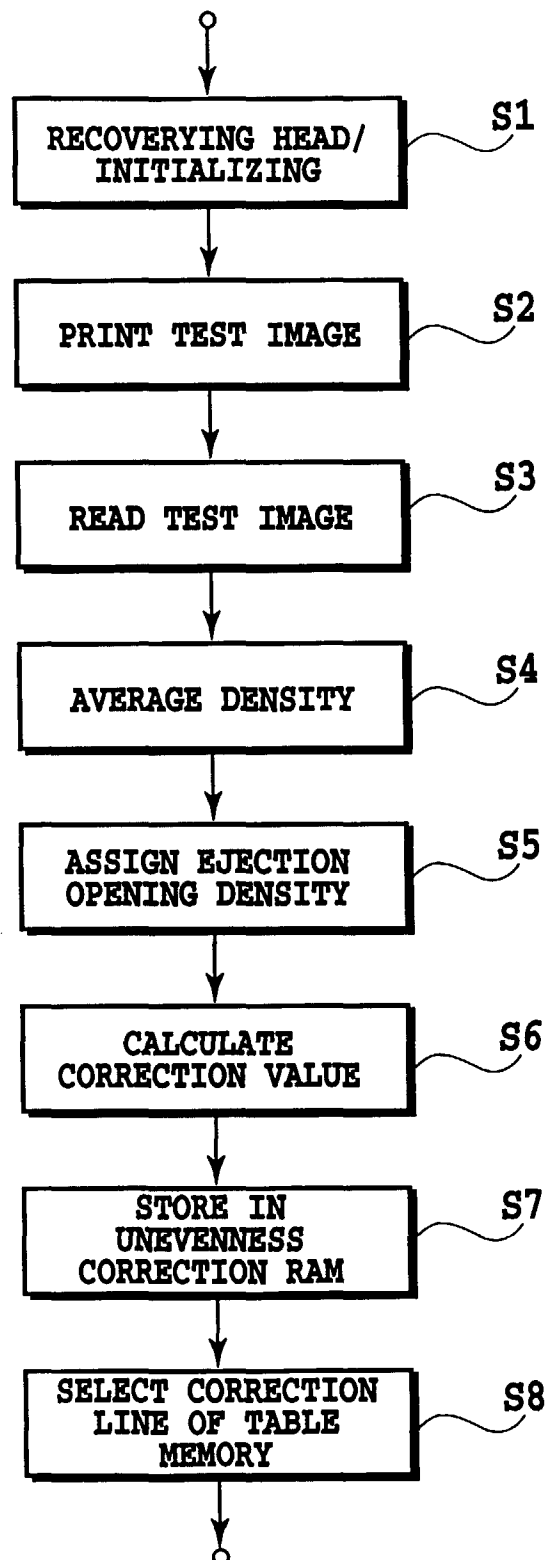 RECOVERYING HEAD/
INITIALIZING
S1
PRINT TEST IMAGE
S2
READ TEST IMAGE
S3
AVERAGE DENSITY
S4
ASSIGN EJECTION
OPENING DENSITY
S5
CALCULATE
CORRECTION VALUE
S6
STORE IN
UNEVENNESS
CORRECTION RAM
S7
SELECT CORRECTION
LINE OF TABLE
MEMORY
S8